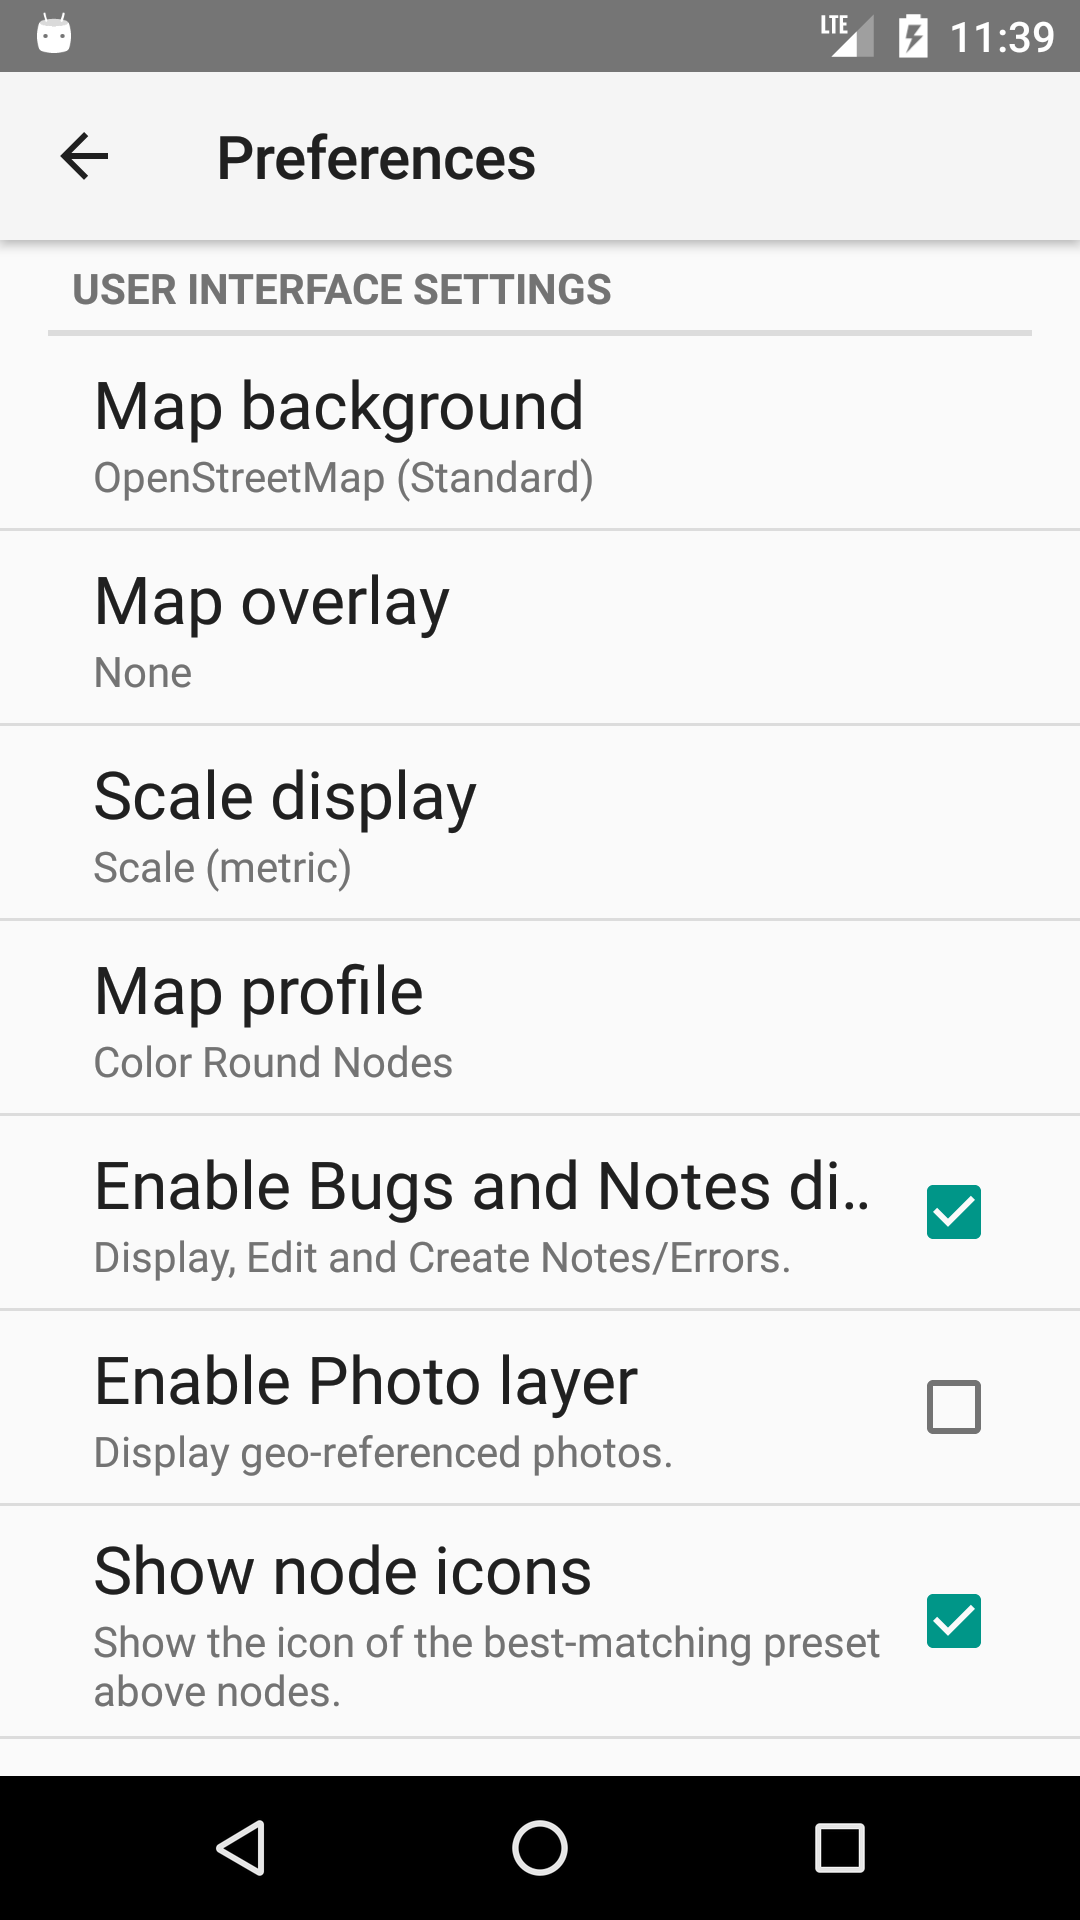 LTE 11:39
Preferences
USER INTERFACE SETTINGS
Map background
OpenStreetMap (Standard)
Map overlay
None
Scale display
Scale (metric)
Map profile
Color Round Nodes
Enable Bugs and Notes di..
Display, Edit and Create Notes/Errors.
Enable Photo layer
Display geo-referenced photos.
Show node icons
Show the icon of the best-matching preset
above nodes.